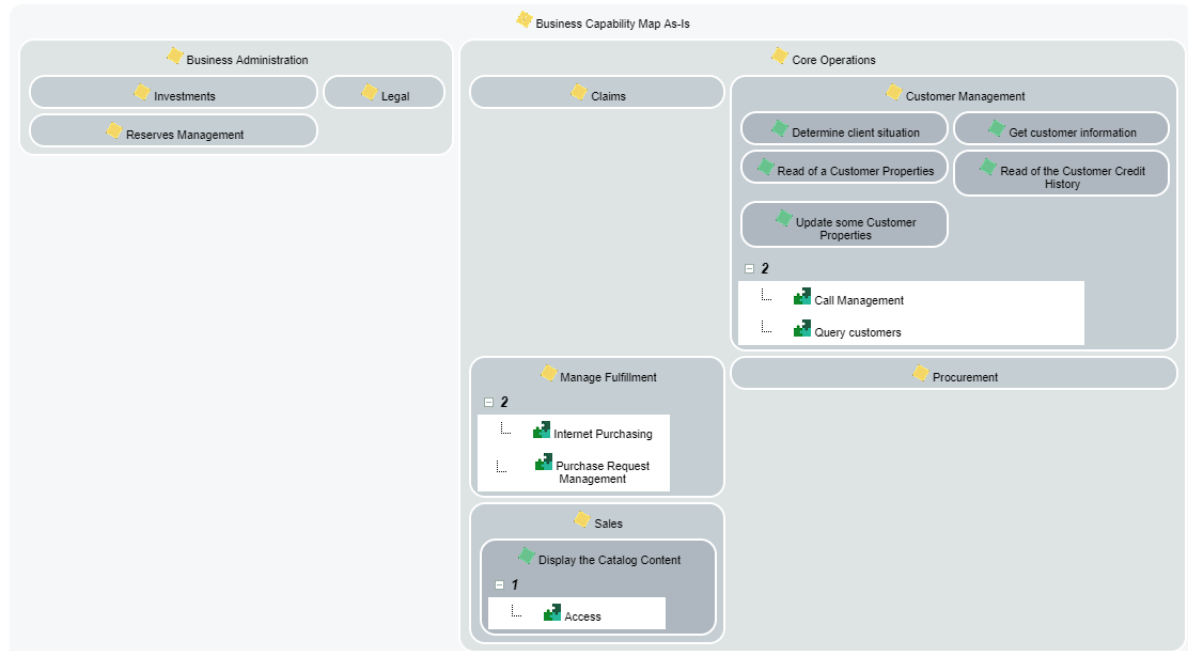 Business Capability Map As-Is
Business Administration
Investments
Legal
Reserves Management
Core Operations
Claims
Customer Management
Determine client situation
Get customer information
Read of a Customer Properties
Read of the Customer Credit
History
Update some Customer
Properties
2
Call Management
Query customers
Manage Fulfillment
2
Internet Purchasing
Purchase Request
Management
Procurement
Sales
Display the Catalog Content
1
Access